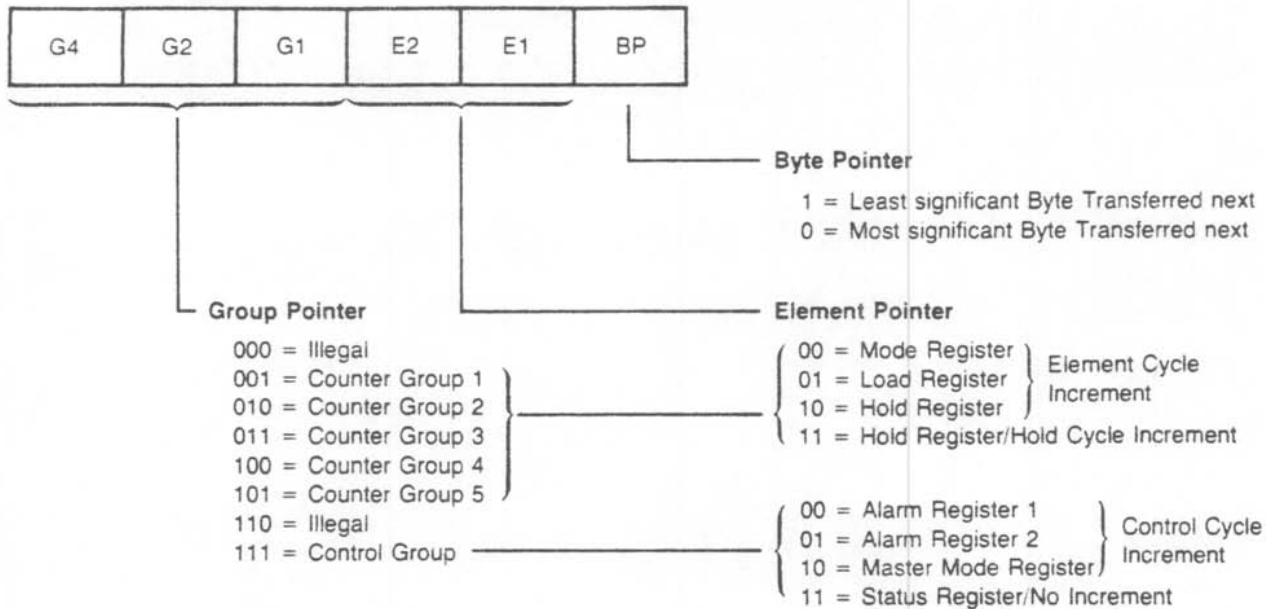 G4 G2 G1 E2 E1 BP
Byte Pointer
1 = Least significant Byte Transferred next
0 = Most significant Byte Transferred next
Group Pointer
000 = Illegal
001 = Counter Group 1
010 = Counter Group 2
011 = Counter Group 3
100 = Counter Group 4
101 = Counter Group 5
110 = Illegal
111 = Control Group
Element Pointer
00 = Mode Register
01 = Load Register
10 = Hold Register
Element Cycle
Increment
11 = Hold Register/Hold Cycle Increment
00 = Alarm Register 1
01 = Alarm Register 2
10 = Master Mode Register
Control Cycle
Increment
11 = Status Register/No Increment